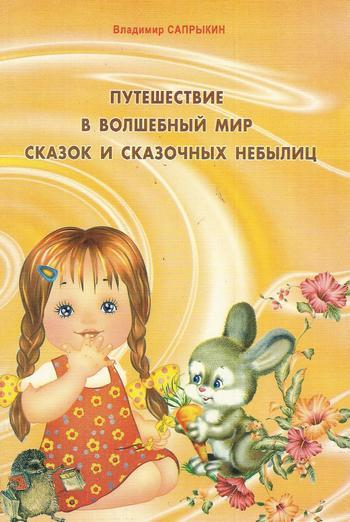 Владимир САПРЫКИН
ПУТЕШЕСТВИЕ
В ВОЛШЕБНЫЙ МИР
СКАЗОК И СКАЗОЧНЫХ НЕБЫЛИЦ